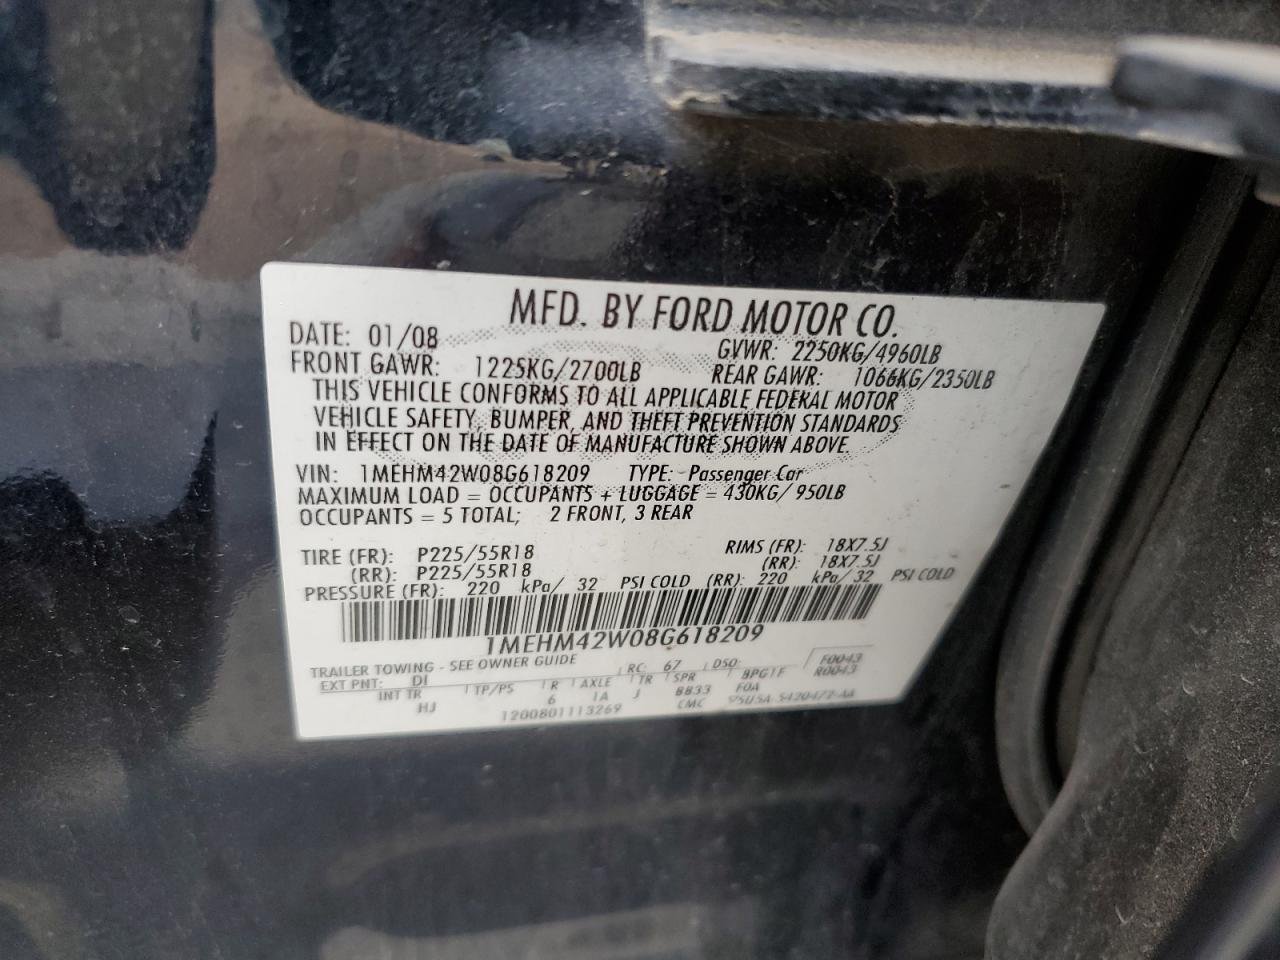 MFD. BY FORD MOTOR CO.
DATE: 01/08 GVWR: 2250KG/4960LB
FRONT GAWR: 1225KG/2700LB REAR GAWR: 1066KG/2350LB
THIS VEHICLE CONFORMS TO ALL APPLICABLE FEDERAL MOTOR
VEHICLE SAFETY, BUMPER, AND THEFT PREVENTION STANDARDS
IN EFFECT ON THE DATE OF MANUFACTURE SHOWN ABOVE.
VIN: 1MEHM42W08G618209 TYPE: Passenger Car
MAXIMUM LOAD = OCCUPANTS + LUGGAGE = 430KG/ 950LB
OCCUPANTS = 5 TOTAL; 2 FRONT, 3 REAR
TIRE (FR): P225/55R18 RIMS (FR): 18X7.5J
(RR): P225/55R18 (RR): 18X7.5J
PRESSURE (FR): 220 kPa/ 32 PSI COLD (RR): 220 kPa/ 32 PSI COLD
1MEHM42W08G618209
TRAILER TOWING - SEE OWNER GUIDE
EXT PNT: DI RC: 67 DSO: F0043
R0043
INT TR TP/PS R AXLE TR SPR BPGTF
HJ 6 1A J 8833 FOA
1200801113269 CMC